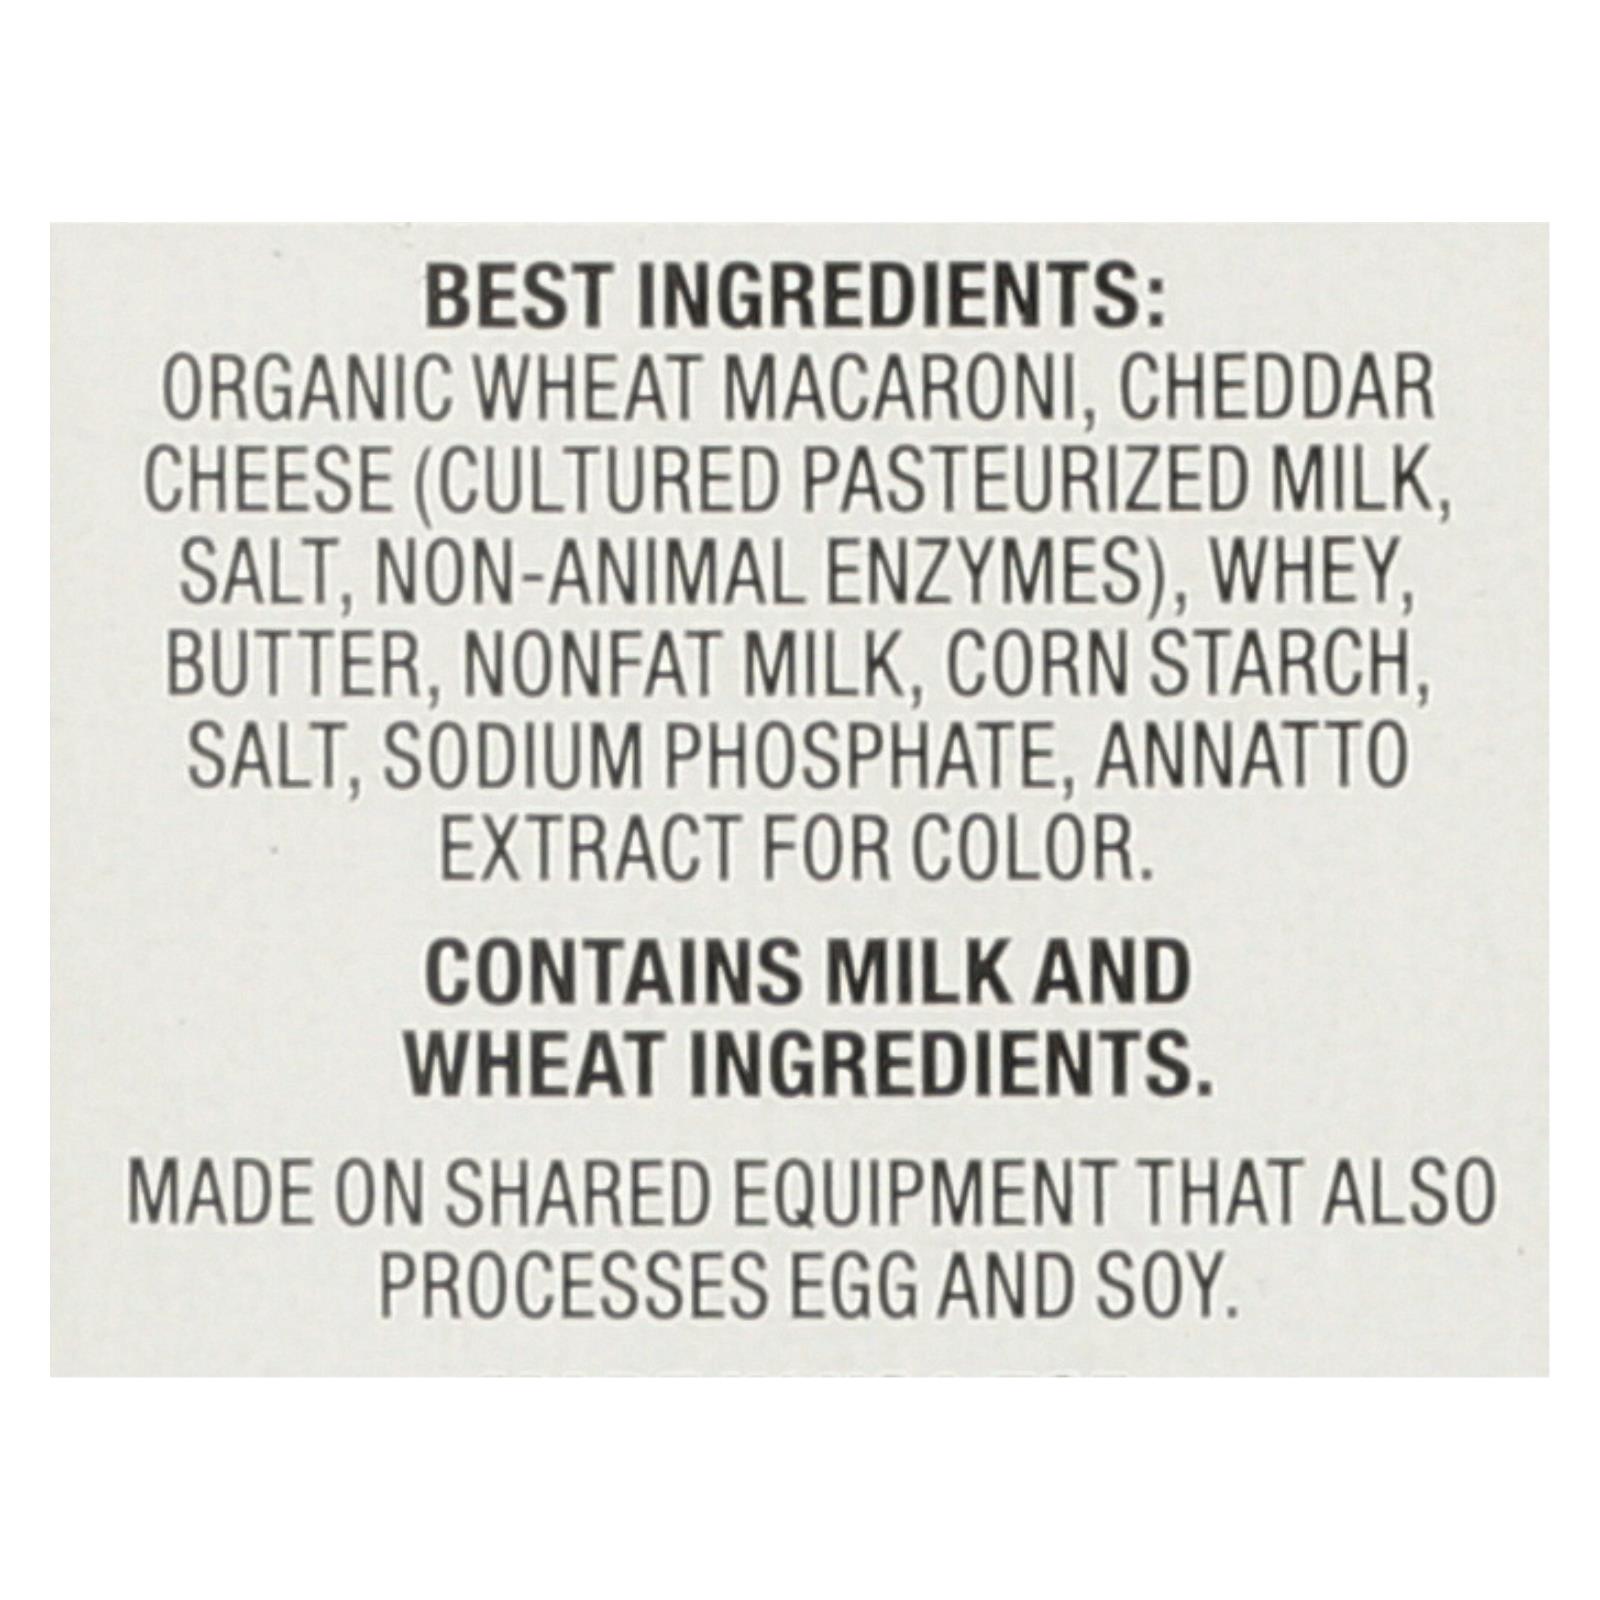 BEST INGREDIENTS:
ORGANIC WHEAT MACARONI, CHEDDAR
CHEESE (CULTURED PASTEURIZED MILK,
SALT, NON-ANIMAL ENZYMES), WHEY,
BUTTER, NONFAT MILK, CORN STARCH,
SALT, SODIUM PHOSPHATE, ANNATTO
EXTRACT FOR COLOR.
CONTAINS MILK AND
WHEAT INGREDIENTS.
MADE ON SHARED EQUIPMENT THAT ALSO
PROCESSES EGG AND SOY.